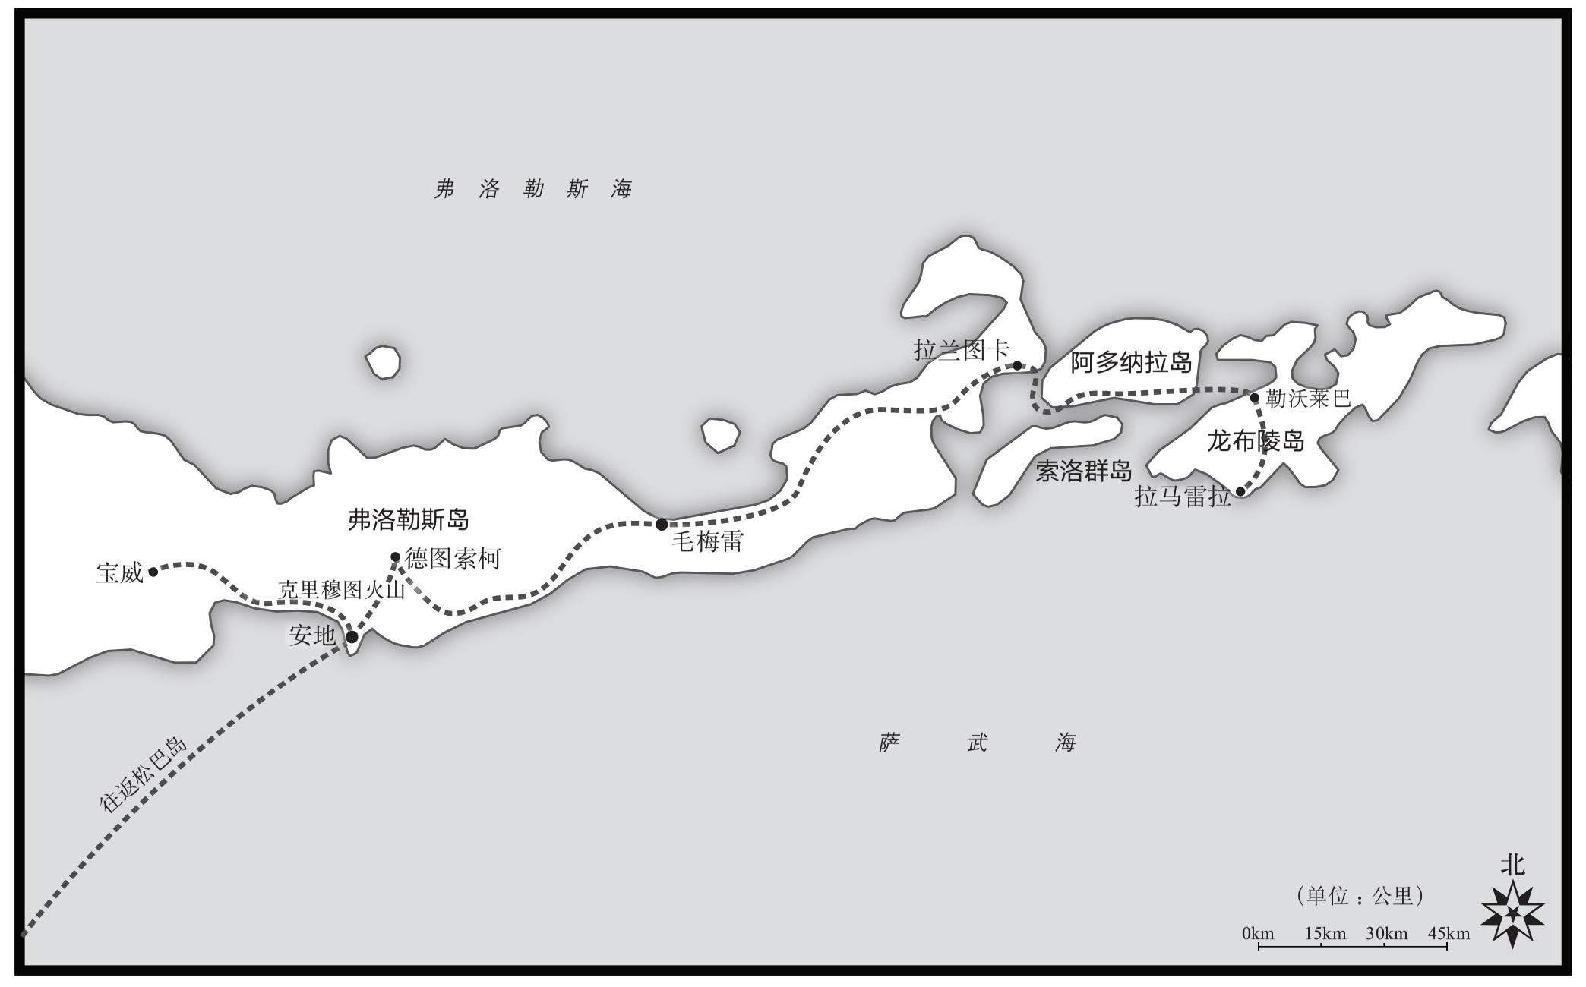 弗洛勒斯海
拉兰图卡
阿多纳拉岛
勒沃莱巴
龙布陵岛
索洛群岛
拉马雷拉
弗洛勒斯岛
毛梅雷
德图索柯
宝威
克里穆图火山
安地
往返松巴岛
萨武海
北
（单位：公里）
0km 15km 30km 45km